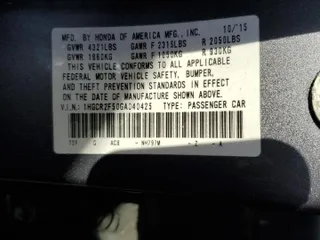 MFD. BY HONDA OF AMERICA MFG., INC. 10/15
GVWR 4321LBS GAWR F 2315LBS R 2050LBS
GVWR 1960KG GAWR F 1050KG R 930KG
THIS VEHICLE CONFORMS TO ALL APPLICABLE
FEDERAL MOTOR VEHICLE SAFETY, BUMPER,
AND THEFT PREVENTION STANDARDS IN EFFECT
ON THE DATE OF MANUFACTURE SHOWN ABOVE.
V.I.N.: 1HGCR2F50GA040425 TYPE: PASSENGER CAR